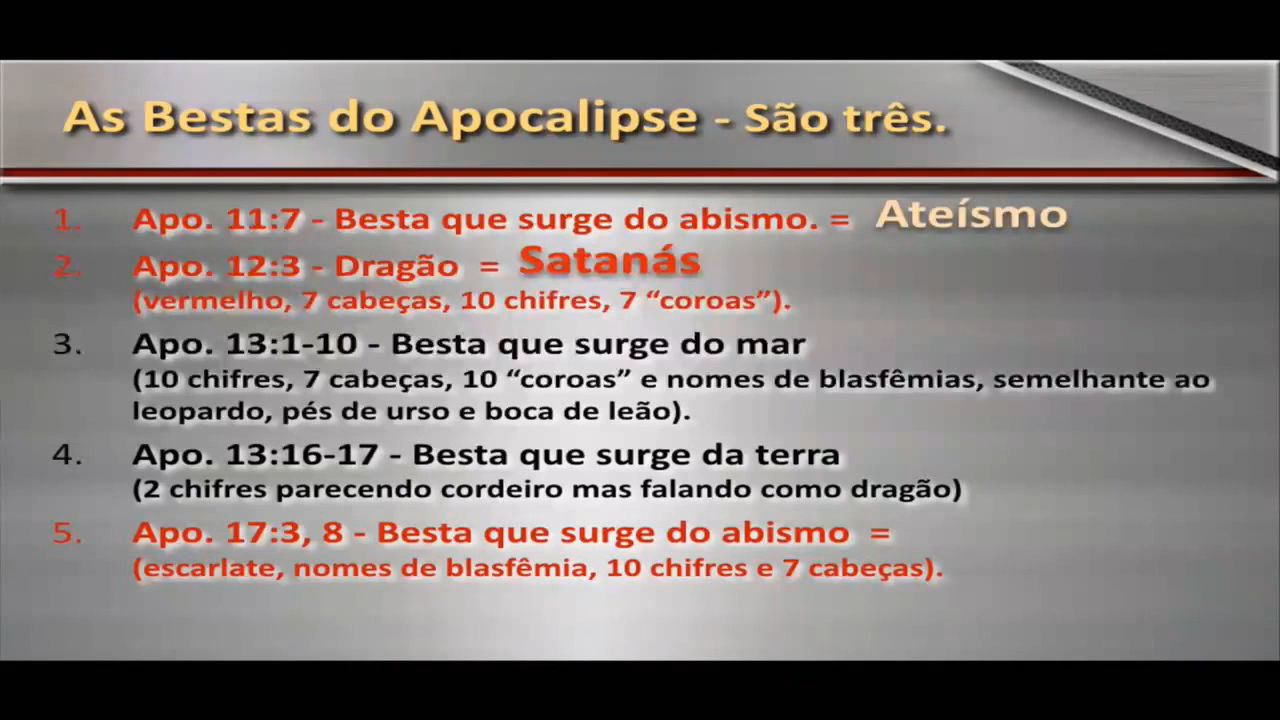 As Bestas do Apocalipse - São três.
1. Apo. 11:7 - Besta que surge do abismo. = Ateísmo
2. Apo. 12:3 - Dragão = Satanás
(vermelho, 7 cabeças, 10 chifres, 7 “coroas”).
3. Apo. 13:1-10 - Besta que surge do mar
(10 chifres, 7 cabeças, 10 “coroas” e nomes de blasfêmias, semelhante ao
leopardo, pés de urso e boca de leão).
4. Apo. 13:16-17 - Besta que surge da terra
(2 chifres parecendo cordeiro mas falando como dragão)
5. Apo. 17:3, 8 - Besta que surge do abismo =
(escarlate, nomes de blasfêmia, 10 chifres e 7 cabeças).